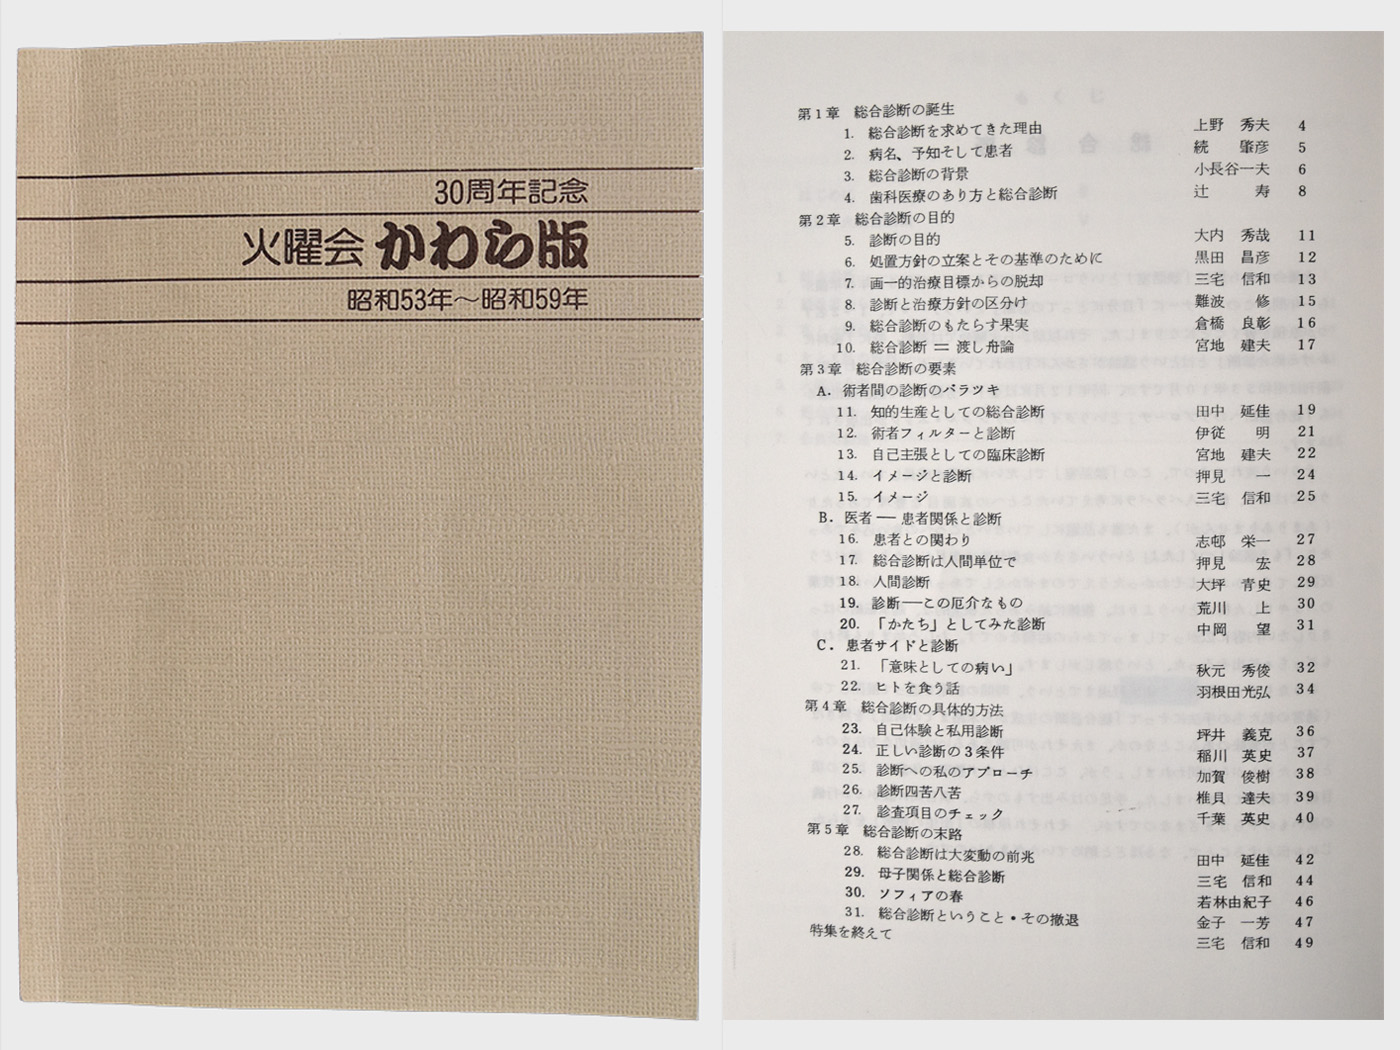 30周年記念
火曜会 かわら版
昭和53年〜昭和59年
第1章 総合診断の誕生
1. 総合診断を求めてきた理由 上野 秀夫 4
2. 病名、予知そして患者 続 肇彦 5
3. 総合診断の背景 小長谷一夫 6
4. 歯科医療のあり方と総合診断 辻 寿 8
第2章 総合診断の目的
5. 診断の目的 大内 秀哉 11
6. 処置方針の立案とその基準のために 黒田 昌彦 12
7. 画一的治療目標からの脱却 三宅 信和 13
8. 診断と治療方針の区分け 難波 修 15
9. 総合診断のもたらす果実 倉橋 良彰 16
10. 総合診断 = 渡し舟論 宮地 建夫 17
第3章 総合診断の要素
A. 術者間の診断のバラツキ
11. 知的生産としての総合診断 田中 延佳 19
12. 術者フィルターと診断 伊従 明 21
13. 自己主張としての臨床診断 宮地 建夫 22
14. イメージと診断 押見 一 24
15. イメージ 三宅 信和 25
B. 医者 ── 患者関係と診断
16. 患者との関わり 志邨 栄一 27
17. 総合診断は人間単位で 押見 宏 28
18. 人間診断 大坪 青史 29
19. 診断──この厄介なもの 荒川 上 30
20. 「かたち」としてみた診断 中岡 望 31
C. 患者サイドと診断
21. 「意味としての病い」 秋元 秀俊 32
22. ヒトを食う話 羽根田光弘 34
第4章 総合診断の具体的方法
23. 自己体験と私用診断 坪井 義克 36
24. 正しい診断の3条件 稲川 英史 37
25. 診断への私のアプローチ 加賀 俊樹 38
26. 診断四苦八苦 椎貝 達夫 39
27. 診査項目のチェック 千葉 英史 40
第5章 総合診断の末路
28. 総合診断は大変動の前兆 田中 延佳 42
29. 母子関係と総合診断 三宅 信和 44
30. ソフィアの春 若林由紀子 46
31. 総合診断ということ・その撤退 金子 一芳 47
特集を終えて 三宅 信和 49